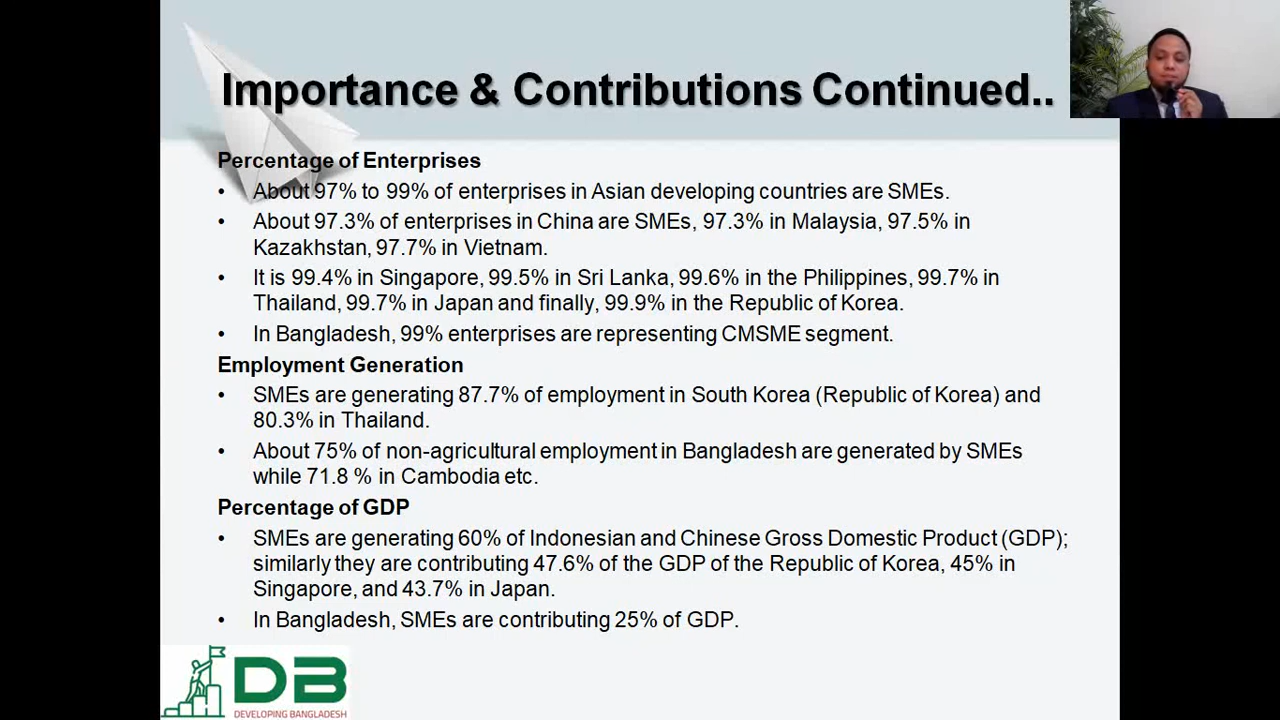 Importance & Contributions Continued..
Percentage of Enterprises
• About 97% to 99% of enterprises in Asian developing countries are SMEs.
• About 97.3% of enterprises in China are SMEs, 97.3% in Malaysia, 97.5% in
Kazakhstan, 97.7% in Vietnam.
• It is 99.4% in Singapore, 99.5% in Sri Lanka, 99.6% in the Philippines, 99.7% in
Thailand, 99.7% in Japan and finally, 99.9% in the Republic of Korea.
• In Bangladesh, 99% enterprises are representing CMSME segment.
Employment Generation
• SMEs are generating 87.7% of employment in South Korea (Republic of Korea) and
80.3% in Thailand.
• About 75% of non-agricultural employment in Bangladesh are generated by SMEs
while 71.8 % in Cambodia etc.
Percentage of GDP
• SMEs are generating 60% of Indonesian and Chinese Gross Domestic Product (GDP);
similarly they are contributing 47.6% of the GDP of the Republic of Korea, 45% in
Singapore, and 43.7% in Japan.
• In Bangladesh, SMEs are contributing 25% of GDP.
DB
DEVELOPING BANGLADESH